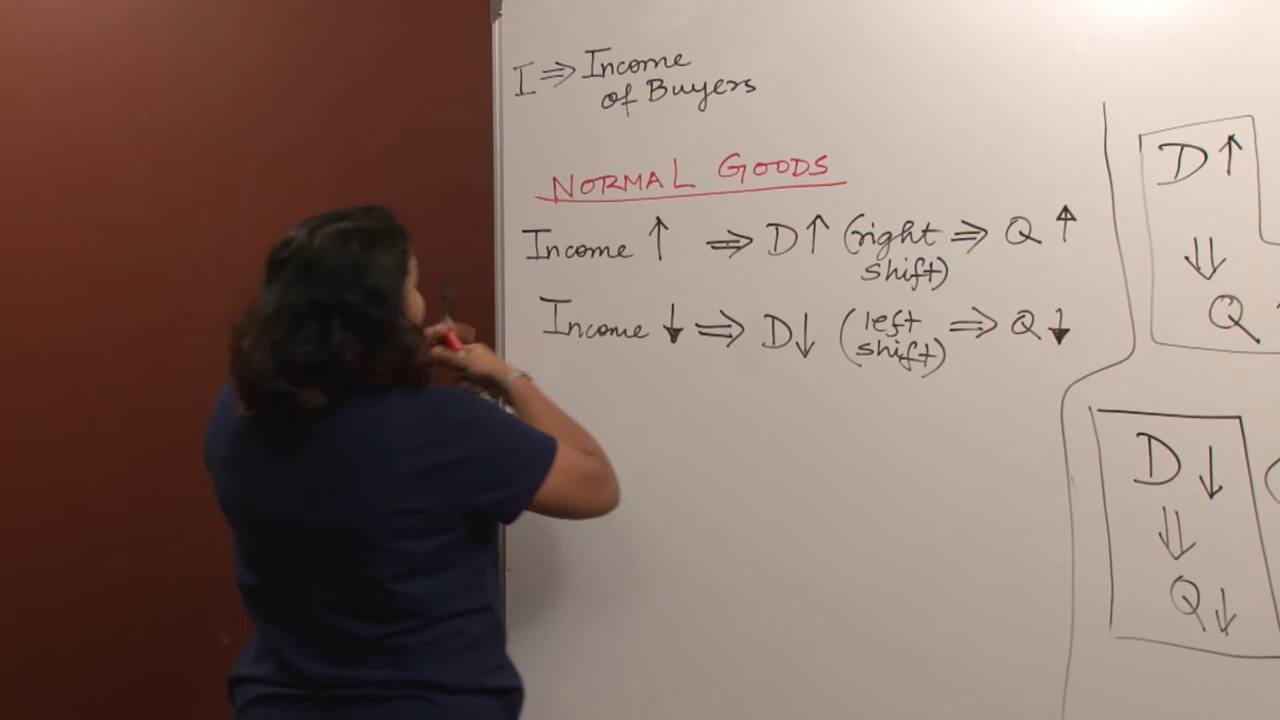 I ⇒ Income
of Buyers
NORMAL GOODS
Income ↑ ⇒ D↑ (right ⇒ Q ↑
shift)
Income ↓ ⇒ D↓ (left ⇒ Q ↓
shift)
D ↑
⇓
Q
D ↓
⇓
Q ↓